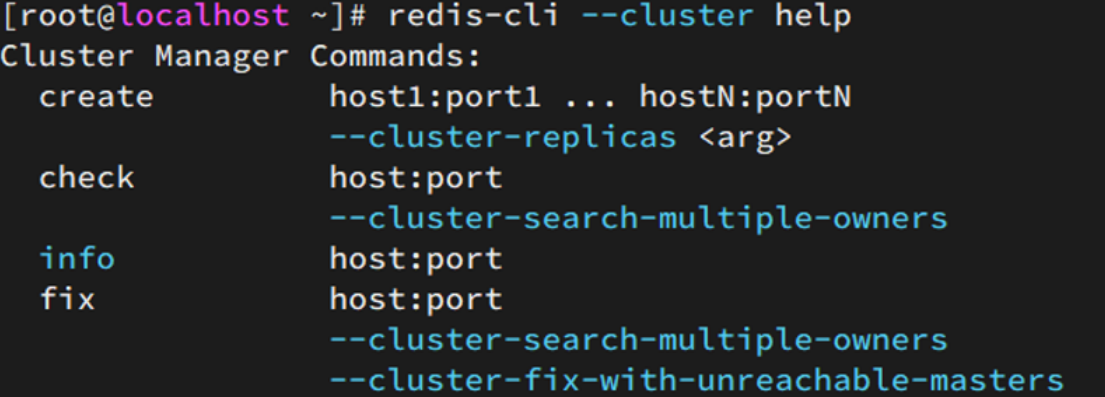 [root@localhost ~]# redis-cli --cluster help
Cluster Manager Commands:
  create         host1:port1 ... hostN:portN
                 --cluster-replicas <arg>
  check          host:port
                 --cluster-search-multiple-owners
  info           host:port
  fix            host:port
                 --cluster-search-multiple-owners
                 --cluster-fix-with-unreachable-masters